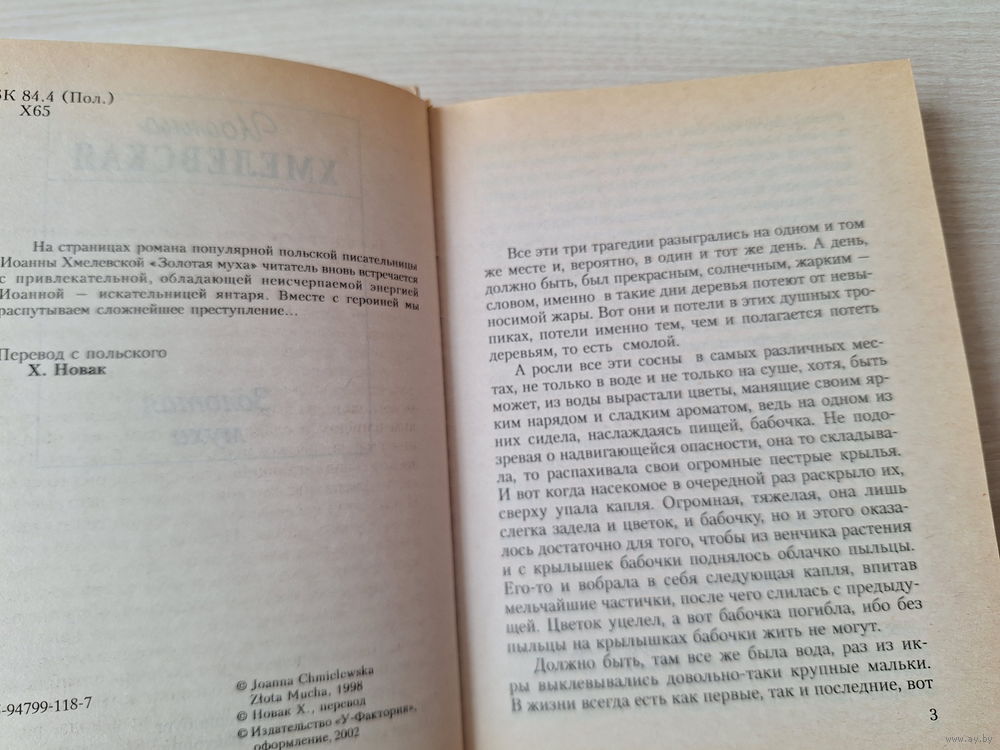 БК 84.4 (Пол.)
Х65
На страницах романа популярной польской писательницы
Иоанны Хмелевской «Золотая муха» читатель вновь встречается
с привлекательной, обладающей неисчерпаемой энергией
Иоанной — искательницей янтаря. Вместе с героиней мы
распутываем сложнейшее преступление...
Перевод с польского
Х. Новак
-94799-118-7
© Joanna Chmielewska
Złota Mucha, 1998
© Новак Х., перевод
© Издательство «У-Фактория»,
оформление, 2002
Все эти три трагедии разыгрались на одном и том
же месте и, вероятно, в один и тот же день. А день,
должно быть, был прекрасным, солнечным, жарким —
словом, именно в такие дни деревья потеют от невы-
носимой жары. Вот они и потели в этих душных тро-
пиках, потели именно тем, чем и полагается потеть
деревьям, то есть смолой.
А росли все эти сосны в самых различных мес-
тах, не только в воде и не только на суше, хотя, быть
может, из воды вырастали цветы, манящие своим яр-
ким нарядом и сладким ароматом, ведь на одном из
них сидела, наслаждаясь пищей, бабочка. Не подо-
зревая о надвигающейся опасности, она то складыва-
ла, то распахивала свои огромные пестрые крылья.
И вот когда насекомое в очередной раз раскрыло их,
сверху упала капля. Огромная, тяжелая, она лишь
слегка задела и цветок, и бабочку, но и этого оказа-
лось достаточно для того, чтобы из венчика растения
и с крылышек бабочки поднялось облачко пыльцы.
Его-то и вобрала в себя следующая капля, впитав
мельчайшие частички, после чего слилась с предыду-
щей. Цветок уцелел, а вот бабочка погибла, ибо без
пыльцы на крылышках бабочки жить не могут.
Должно быть, там все же была вода, раз из ик-
ры выклевывались довольно-таки крупные мальки.
В жизни всегда есть как первые, так и последние, вот
3
www.ay.by